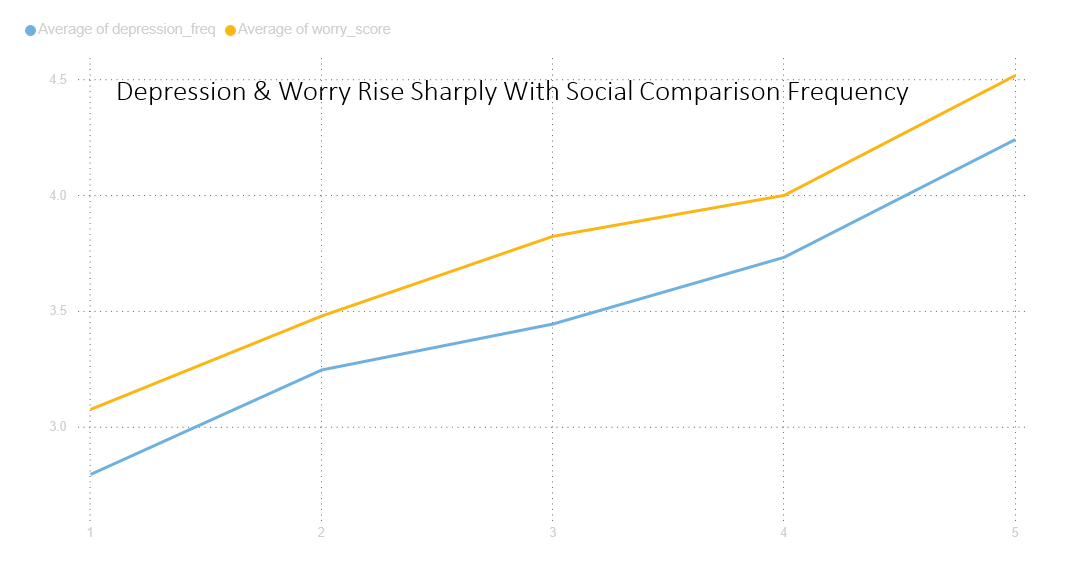 Average of depression_freq Average of worry_score
Depression & Worry Rise Sharply With Social Comparison Frequency
4.5
4.0
3.5
3.0
1 2 3 4 5